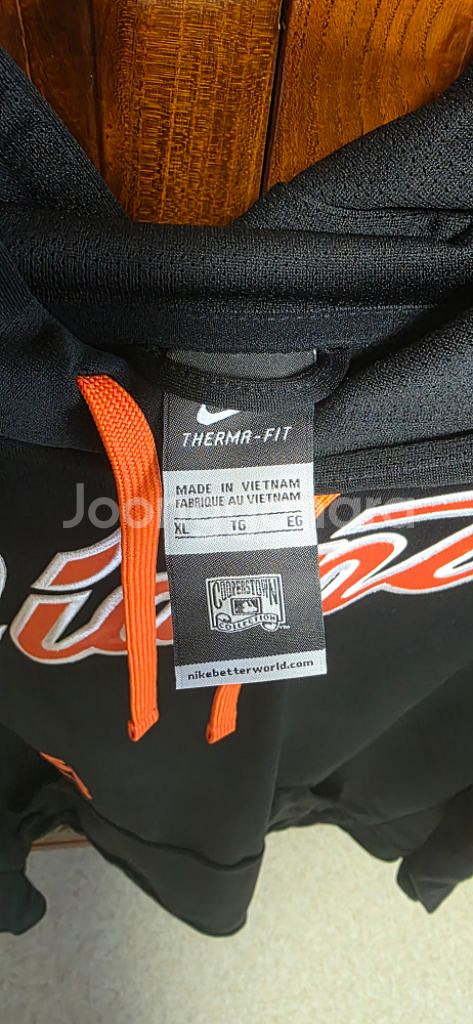 THERMA-FIT
MADE IN VIETNAM
FABRIQUE AU VIETNAM
XL TG EG
COOPERSTOWN
COLLECTION
nikebetterworld.com